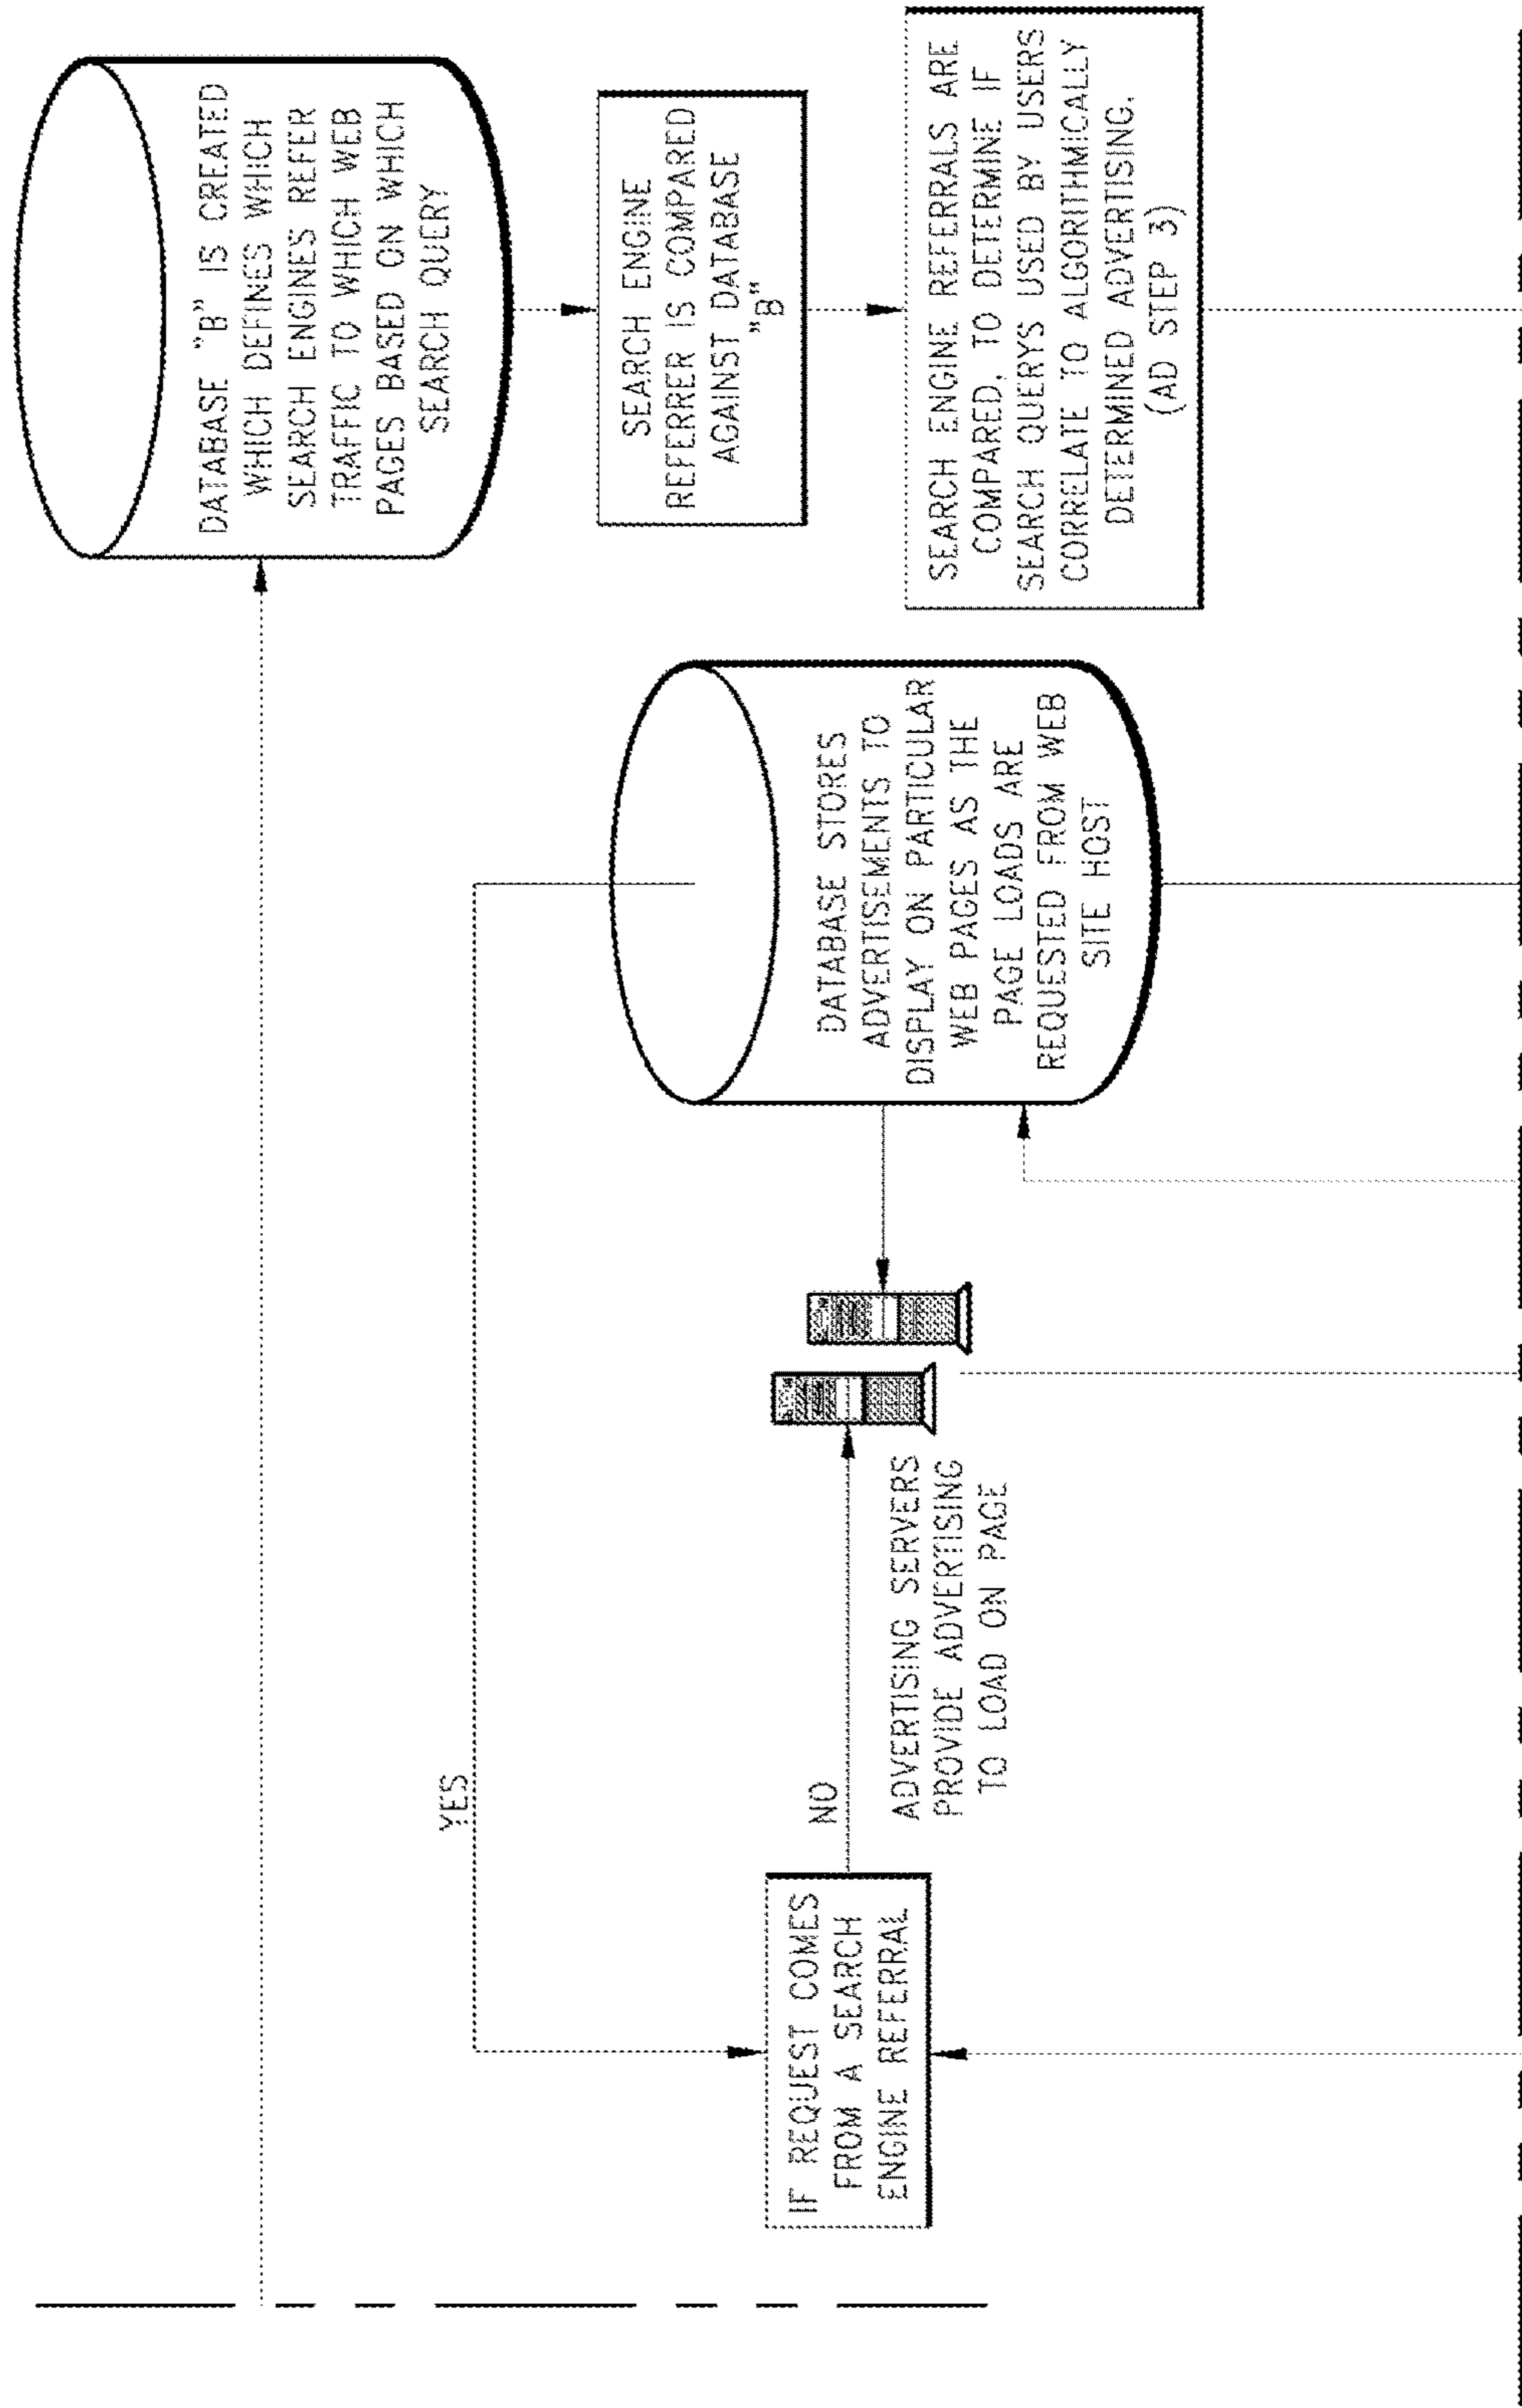 DATABASE "B" IS CREATED
WHICH DEFINES WHICH
SEARCH ENGINES REFER
TRAFFIC TO WHICH WEB
PAGES BASED ON WHICH
SEARCH QUERY
SEARCH ENGINE
REFERRER IS COMPARED
AGAINST DATABASE
"B"
SEARCH ENGINE REFERRALS ARE
COMPARED, TO DETERMINE IF
SEARCH QUERYS USED BY USERS
CORRELATE TO ALGORITHMICALLY
DETERMINED ADVERTISING.
(AD STEP 3)
YES
DATABASE STORES
ADVERTISEMENTS TO
DISPLAY ON PARTICULAR
WEB PAGES AS THE
PAGE LOADS ARE
REQUESTED FROM WEB
SITE HOST
IF REQUEST COMES
FROM A SEARCH
ENGINE REFERRAL
NO
ADVERTISING SERVERS
PROVIDE ADVERTISING
TO LOAD ON PAGE